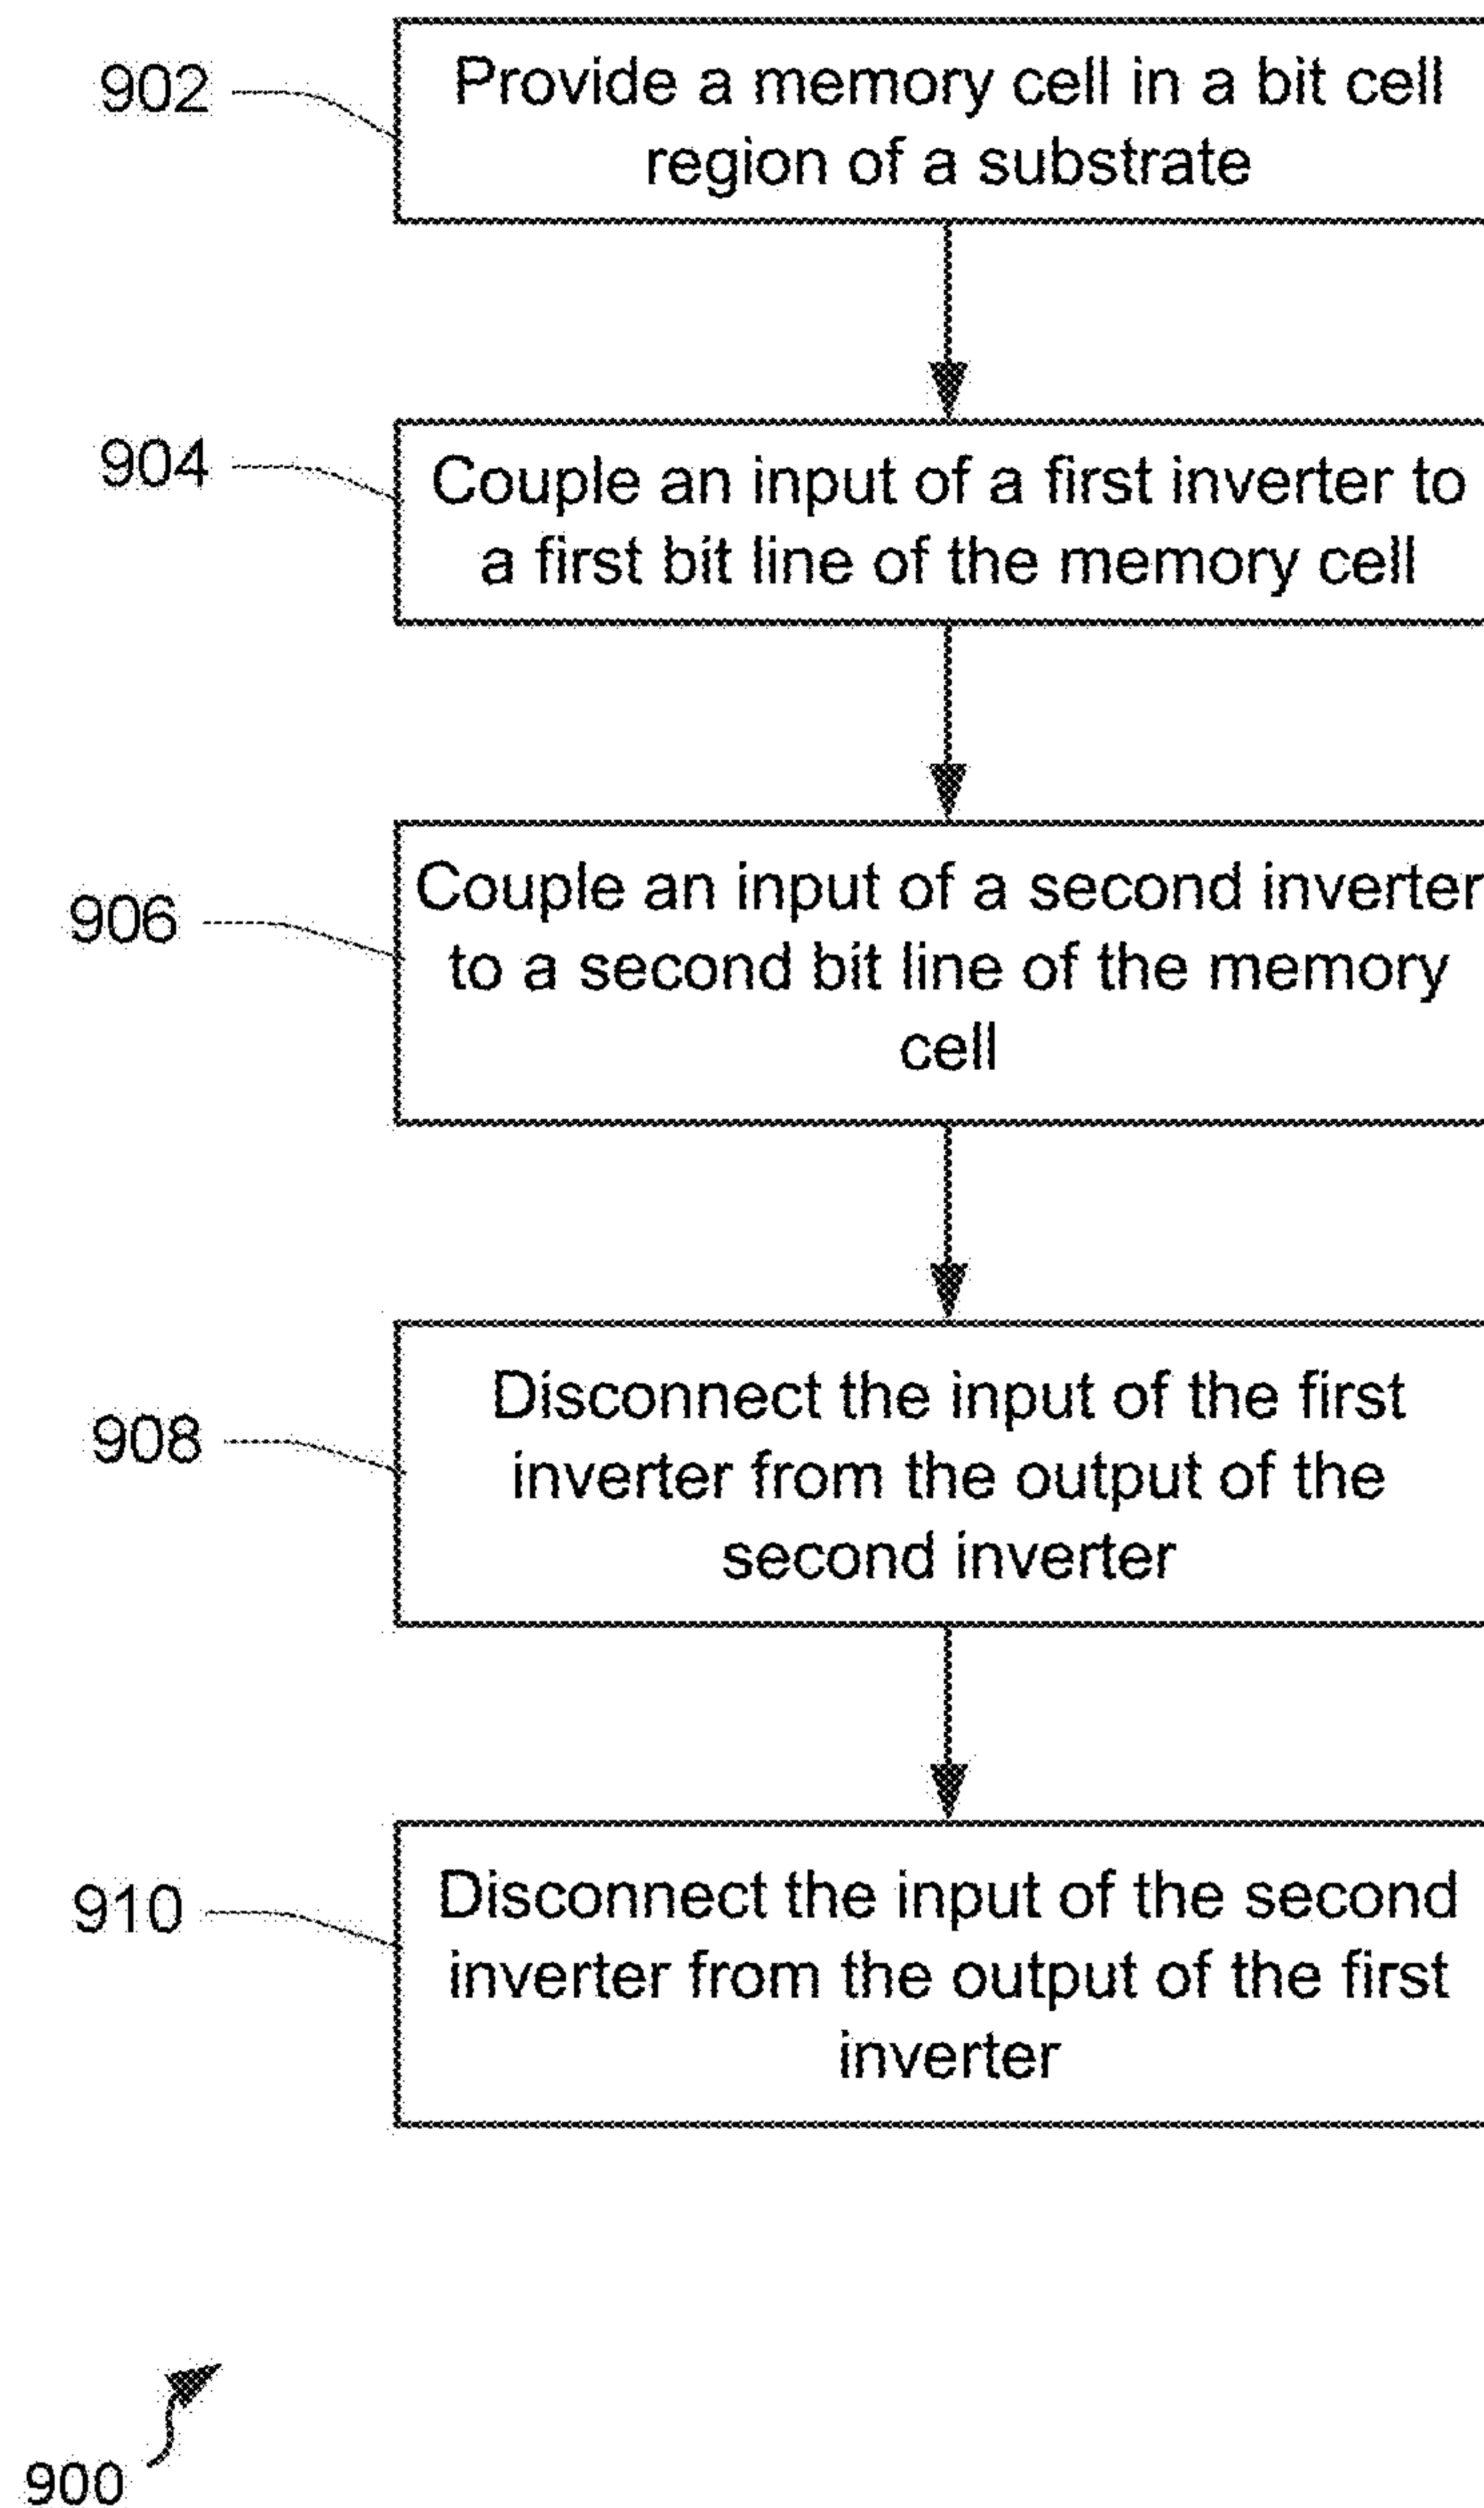 902
Provide a memory cell in a bit cell
region of a substrate
904
Couple an input of a first inverter to
a first bit line of the memory cell
906
Couple an input of a second inverter
to a second bit line of the memory
cell
908
Disconnect the input of the first
inverter from the output of the
second inverter
910
Disconnect the input of the second
inverter from the output of the first
inverter
900